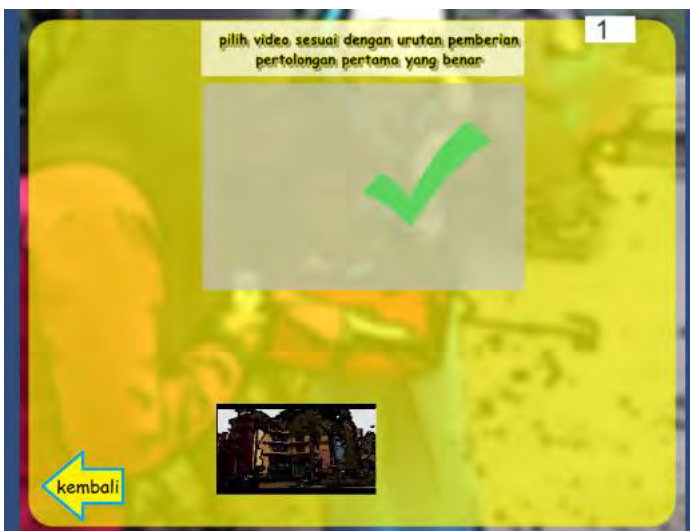 1
pilih video sesuai dengan urutan pemberian
pertolongan pertama yang benar
kembali